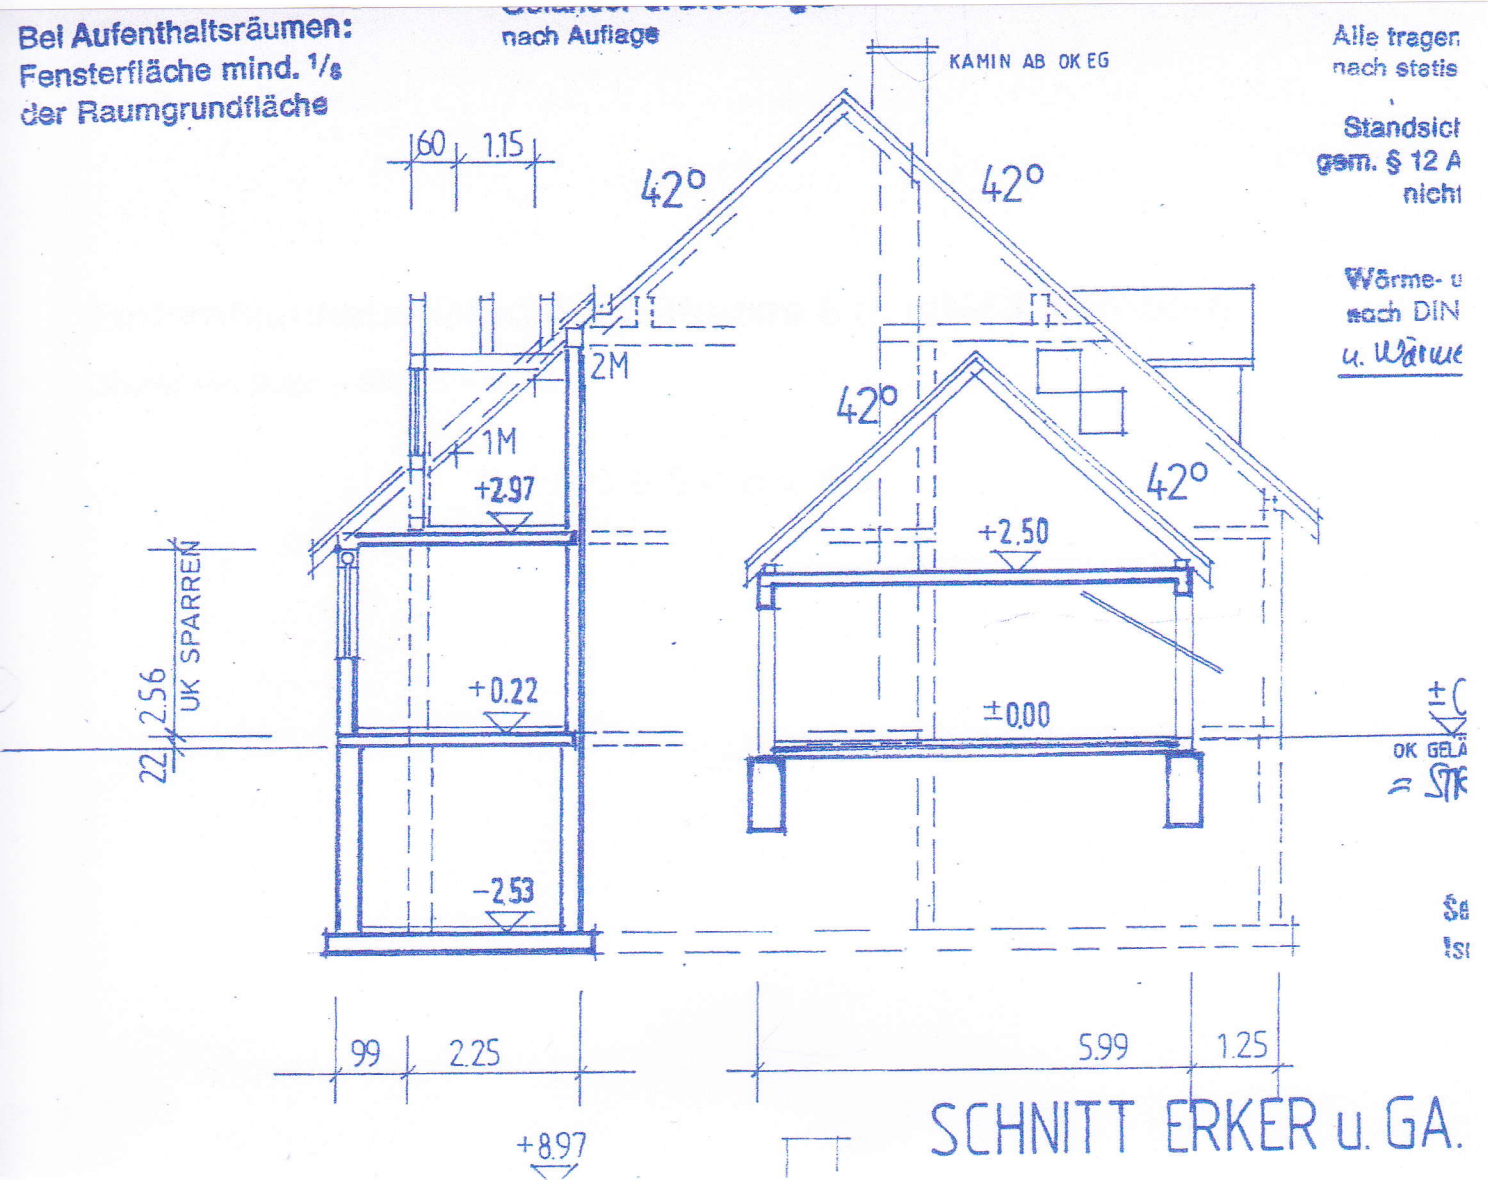 Bei Aufenthaltsräumen:
Fensterfläche mind. 1/8
der Raumgrundfläche
nach Auflage
KAMIN AB OK EG
Alle tragen
nach statis
Standsich
gem. § 12 A
nicht
Wärme- u
nach DIN
u. Wärme
60 1.15
42° 42°
2M
42°
1M
42°
+2.97
+2.50
UK SPARREN
2.56
+0.22
±0.00
22
OK GELÄ
-2.53
Se
99 2.25 5.99 1.25
SCHNITT ERKER u. GA.
+8.97